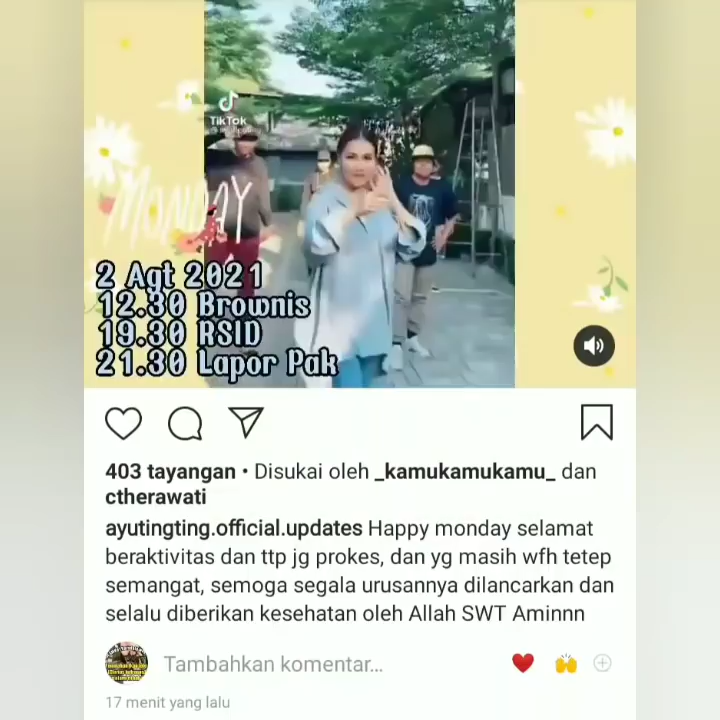 TikTok
MONDAY
2 Agt 2021
12.30 Brownis
19.30 RSID
21.30 Lapor Pak
403 tayangan • Disukai oleh _kamukamukamu_ dan
ctherawati
ayutingting.official.updates Happy monday selamat
beraktivitas dan ttp jg prokes, dan yg masih wfh tetep
semangat, semoga segala urusannya dilancarkan dan
selalu diberikan kesehatan oleh Allah SWT Aminnn
Tambahkan komentar...
17 menit yang lalu